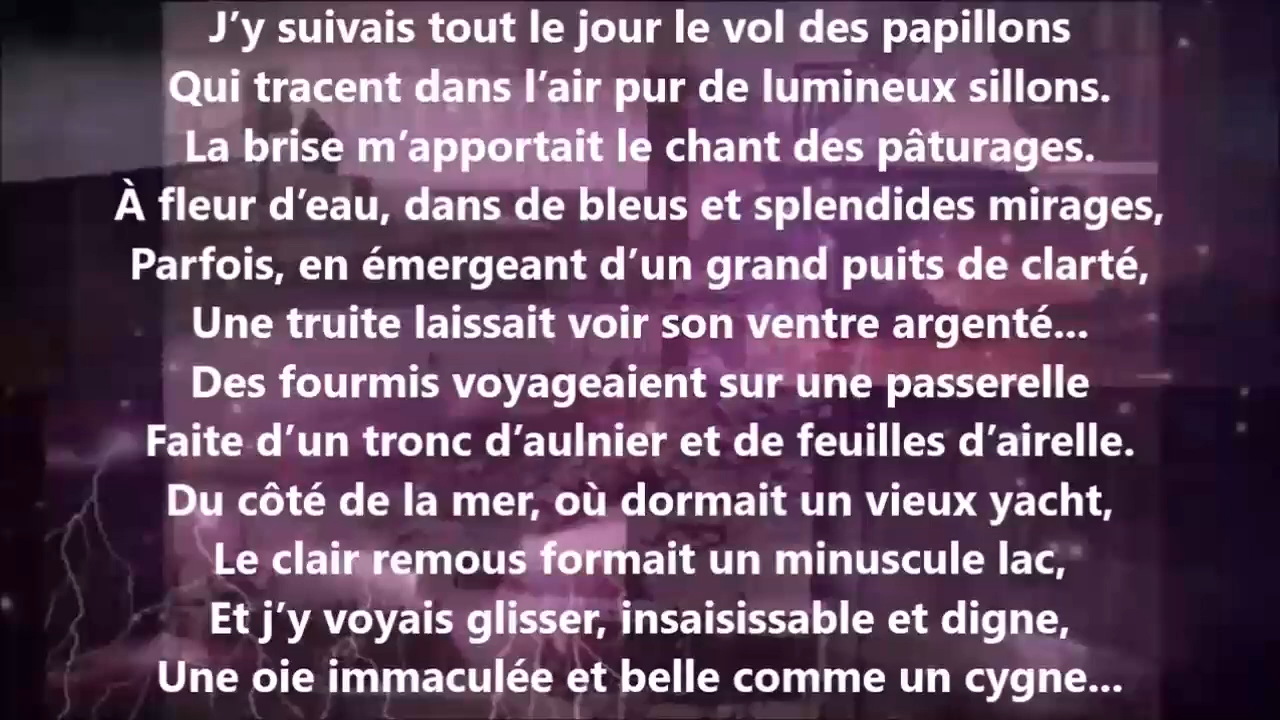 J’y suivais tout le jour le vol des papillons
Qui tracent dans l’air pur de lumineux sillons.
La brise m’apportait le chant des pâturages.
À fleur d’eau, dans de bleus et splendides mirages,
Parfois, en émergeant d’un grand puits de clarté,
Une truite laissait voir son ventre argenté...
Des fourmis voyageaient sur une passerelle
Faite d’un tronc d’aulnier et de feuilles d’airelle.
Du côté de la mer, où dormait un vieux yacht,
Le clair remous formait un minuscule lac,
Et j’y voyais glisser, insaisissable et digne,
Une oie immaculée et belle comme un cygne...